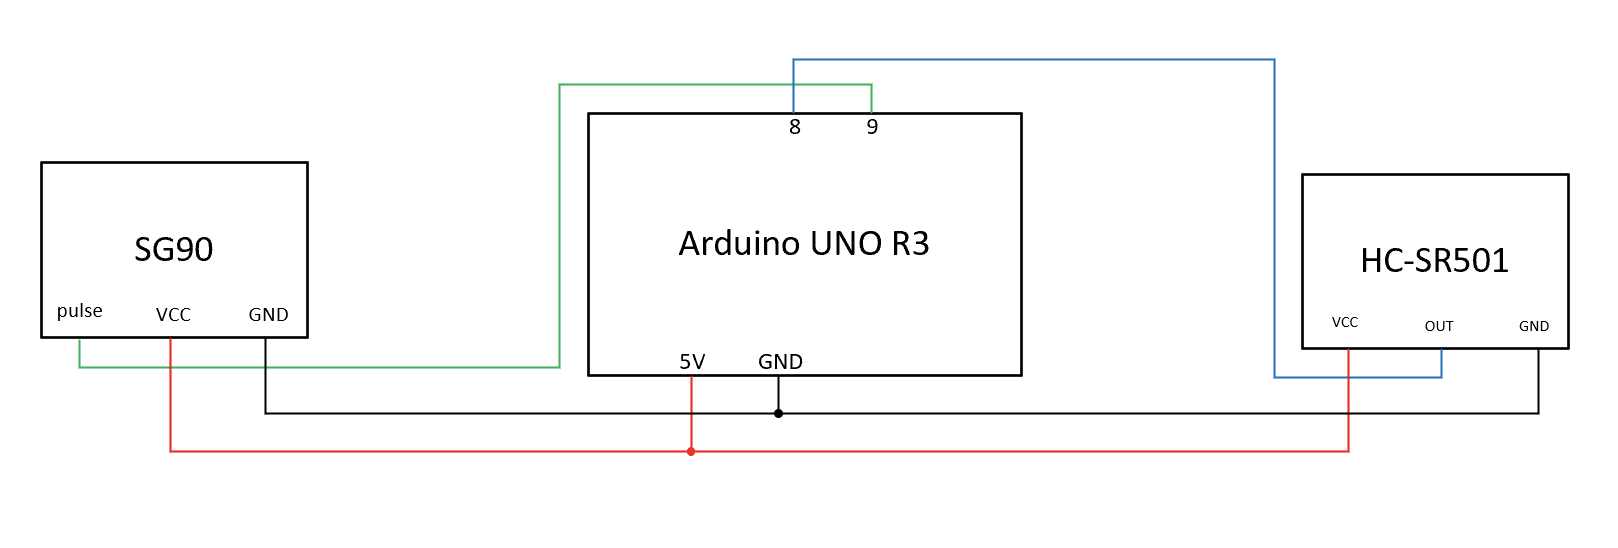 8 9
SG90
pulse VCC GND
Arduino UNO R3
5V GND
HC-SR501
VCC OUT GND